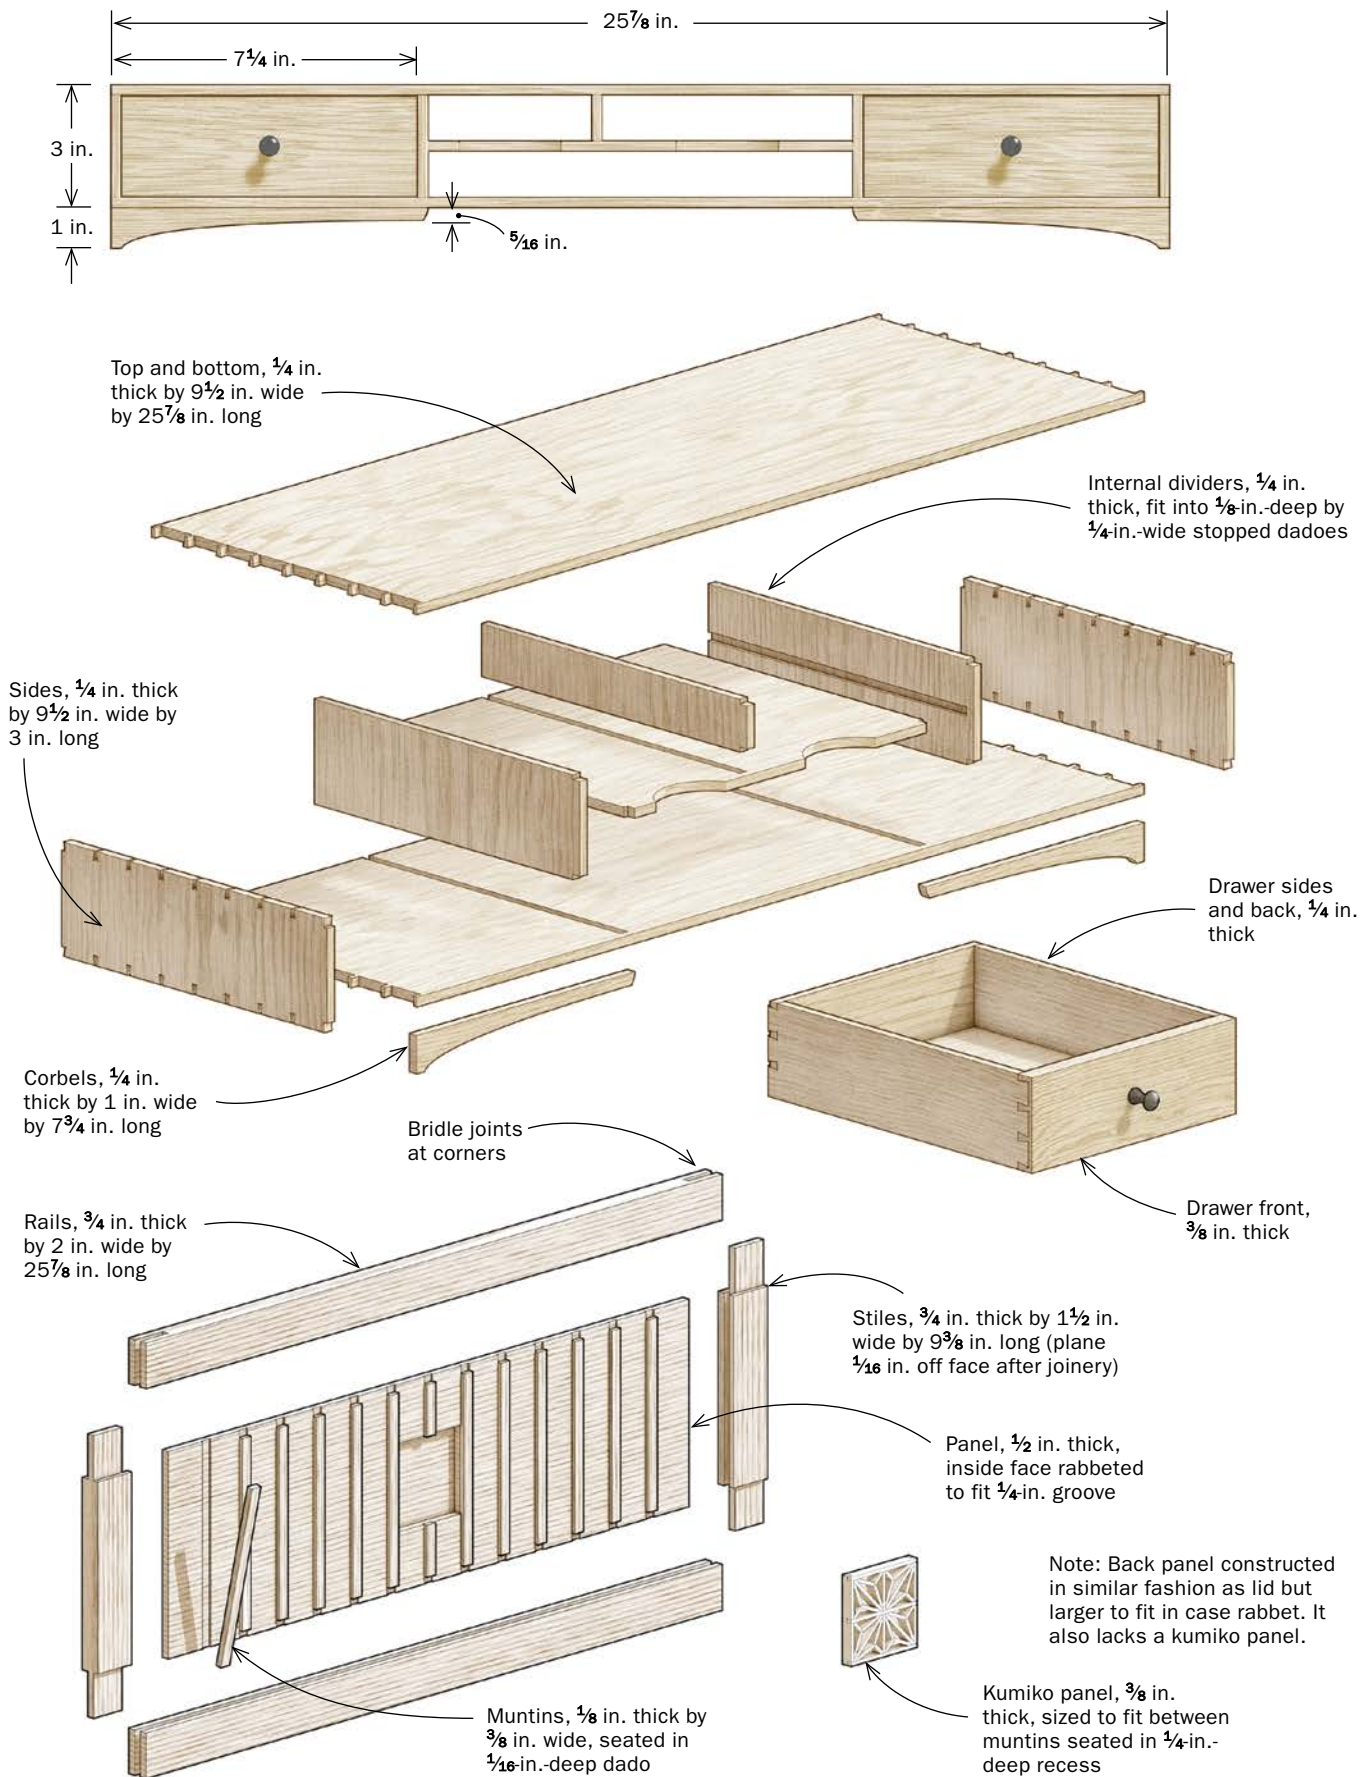 25⅞ in.
7¼ in.
3 in.
1 in.
5⁄16 in.
Top and bottom, ¼ in.
thick by 9½ in. wide
by 25⅞ in. long
Internal dividers, ¼ in.
thick, fit into ⅛-in.-deep by
¼-in.-wide stopped dadoes
Sides, ¼ in. thick
by 9½ in. wide by
3 in. long
Drawer sides
and back, ¼ in.
thick
Corbels, ¼ in.
thick by 1 in. wide
by 7¾ in. long
Bridle joints
at corners
Drawer front,
⅜ in. thick
Rails, ¾ in. thick
by 2 in. wide by
25⅞ in. long
Stiles, ¾ in. thick by 1½ in.
wide by 9⅜ in. long (plane
1⁄16 in. off face after joinery)
Panel, ½ in. thick,
inside face rabbeted
to fit ¼-in. groove
Note: Back panel constructed
in similar fashion as lid but
larger to fit in case rabbet. It
also lacks a kumiko panel.
Muntins, ⅛ in. thick by
⅜ in. wide, seated in
1⁄16-in.-deep dado
Kumiko panel, ⅜ in.
thick, sized to fit between
muntins seated in ¼-in.-
deep recess